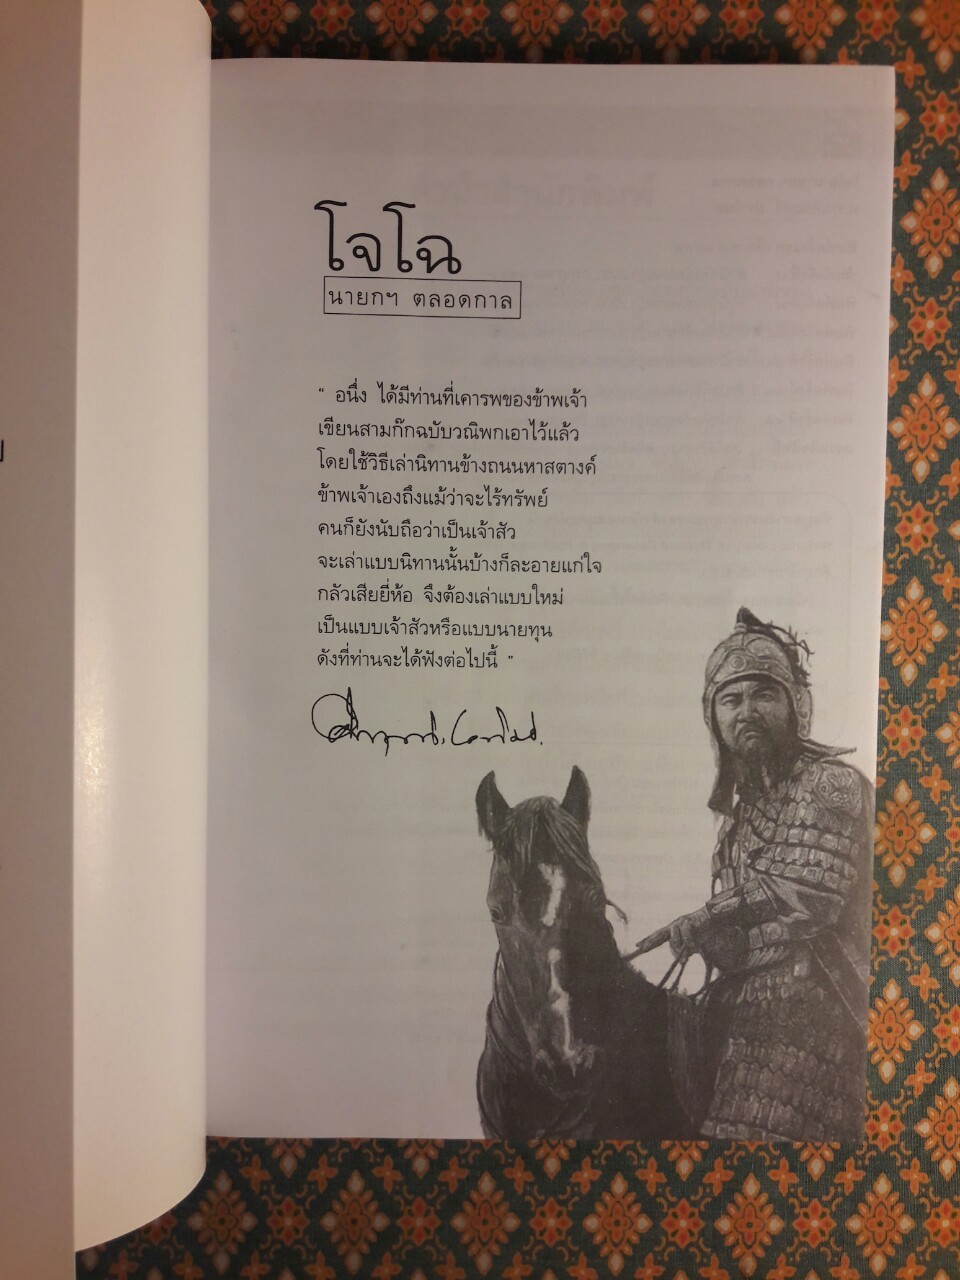 โจโฉ
นายกฯ ตลอดกาล
“ อนึ่ง ได้มีท่านที่เคารพของข้าพเจ้า
เขียนสามก๊กฉบับวณิพกเอาไว้แล้ว
โดยใช้วิธีเล่านิทานข้างถนนหาสตางค์
ข้าพเจ้าเองถึงแม้ว่าจะไร้ทรัพย์
คนก็ยังนับถือว่าเป็นเจ้าสัว
จะเล่าแบบนิทานนั้นบ้างก็ละอายแก่ใจ
กลัวเสียยี่ห้อ จึงต้องเล่าแบบใหม่
เป็นแบบเจ้าสัวหรือแบบนายทุน
ดังที่ท่านจะได้ฟังต่อไปนี้ ”